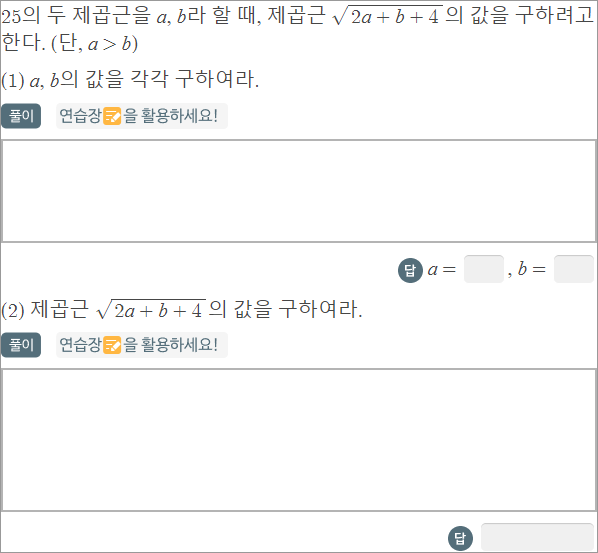 25의 두 제곱근을 a, b라 할 때, 제곱근 √(2a+b+4)의 값을 구하려고
한다. (단, a > b)
(1) a, b의 값을 각각 구하여라.
풀이 연습장을 활용하세요!
답 a = , b =
(2) 제곱근 √(2a+b+4)의 값을 구하여라.
풀이 연습장을 활용하세요!
답